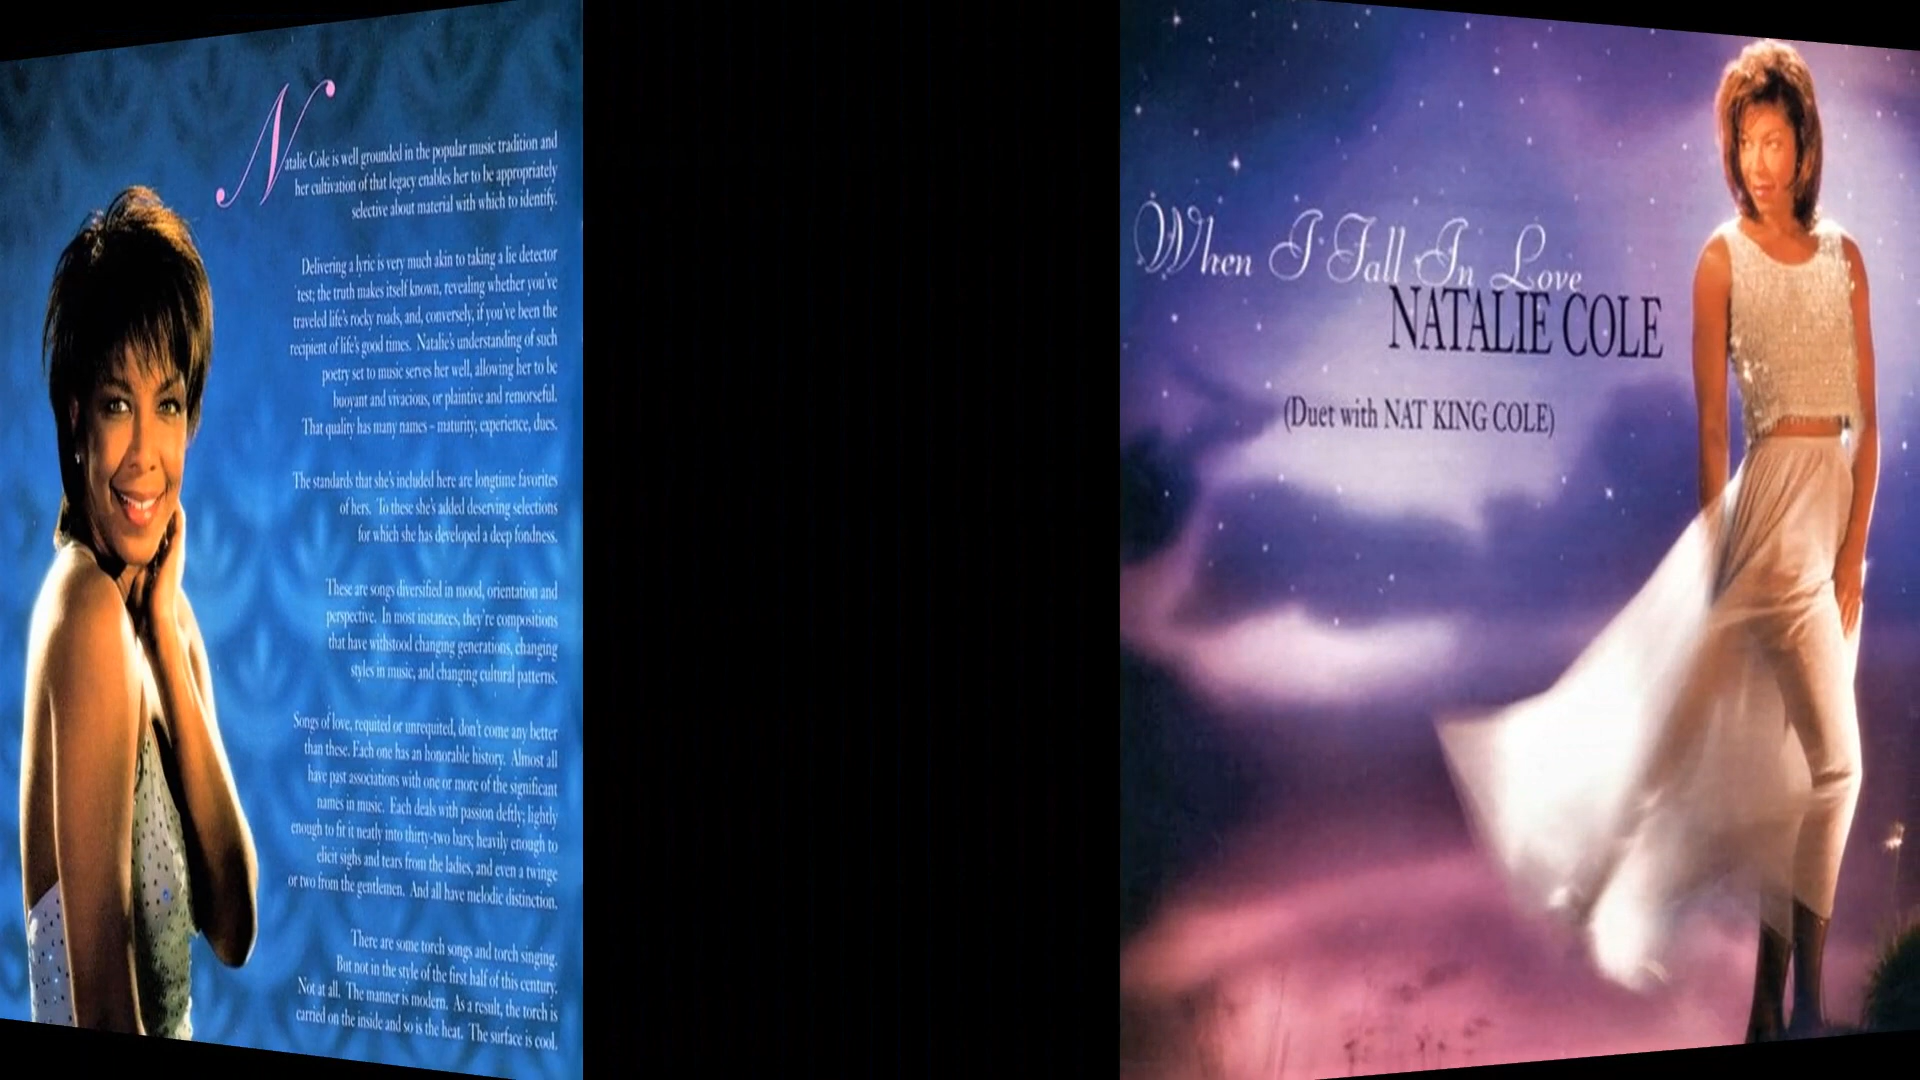 Natalie Cole is well grounded in the popular music tradition and
her cultivation of that legacy enables her to be appropriately
selective about material with which to identify.
Delivering a lyric is very much akin to taking a lie detector
test; the truth makes itself known, revealing whether you've
traveled life's rocky roads, and, conversely, if you've been the
recipient of life's good times. Natalie's understanding of such
poetry set to music serves her well, allowing her to be
buoyant and vivacious, or plaintive and remorseful.
That quality has many names – maturity, experience, dues.
The standards that she's included here are longtime favorites
of hers. To these she's added deserving selections
for which she has developed a deep fondness.
These are songs diversified in mood, orientation and
perspective. In most instances, they're compositions
that have withstood changing generations, changing
styles in music, and changing cultural patterns.
Songs of love, requited or unrequited, don't come any better
than these. Each one has an honorable history. Almost all
have past associations with one or more of the significant
names in music. Each deals with passion deftly; lightly
enough to fit it neatly into thirty-two bars; heavily enough to
elicit sighs and tears from the ladies, and even a twinge
or two from the gentlemen. And all have melodic distinction.
There are some torch songs and torch singing.
But not in the style of the first half of this century.
Not at all. The manner is modern. As a result, the torch is
carried on the inside and so is the heat. The surface is cool.
When I Fall In Love
NATALIE COLE
(Duet with NAT KING COLE)